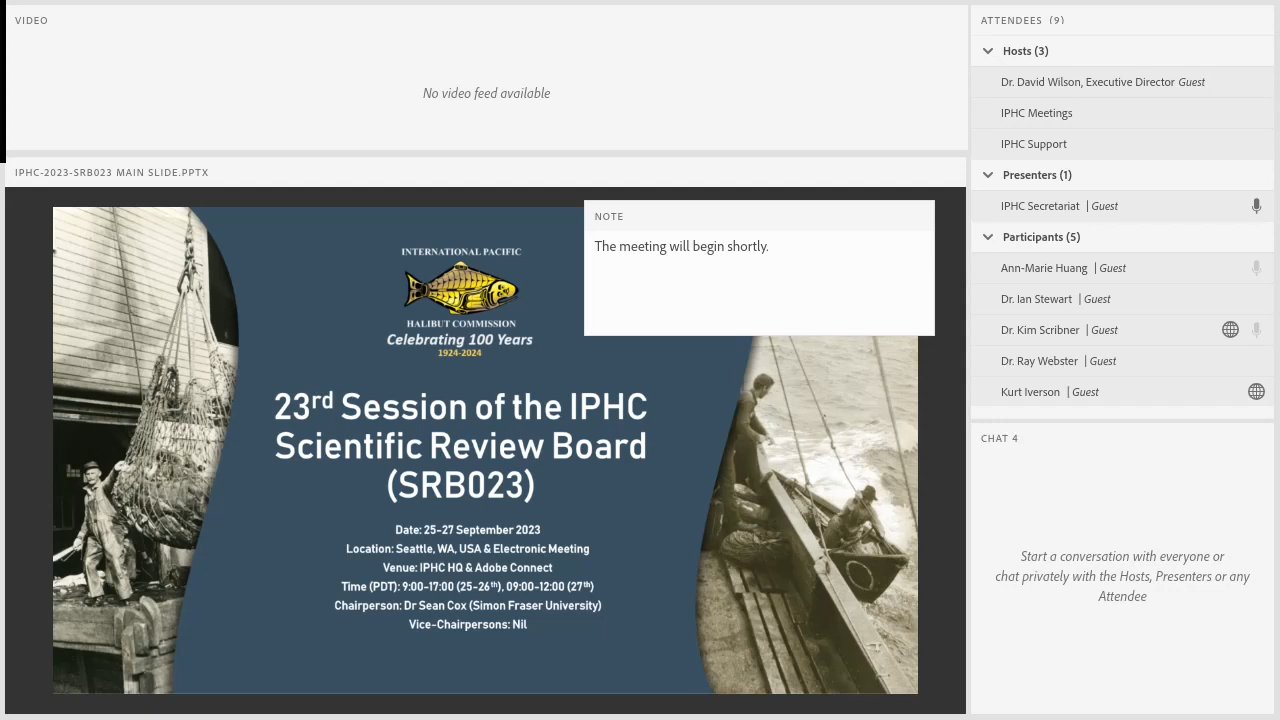 VIDEO
No video feed available
IPHC-2023-SRB023 MAIN SLIDE.PPTX
INTERNATIONAL PACIFIC
HALIBUT COMMISSION
Celebrating 100 Years
1924-2024
23rd Session of the IPHC
Scientific Review Board
(SRB023)
Date: 25-27 September 2023
Location: Seattle, WA, USA & Electronic Meeting
Venue: IPHC HQ & Adobe Connect
Time (PDT): 9:00-17:00 (25-26th), 09:00-12:00 (27th)
Chairperson: Dr Sean Cox (Simon Fraser University)
Vice-Chairpersons: Nil
NOTE
The meeting will begin shortly.
ATTENDEES (9)
Hosts (3)
Dr. David Wilson, Executive Director Guest
IPHC Meetings
IPHC Support
Presenters (1)
IPHC Secretariat | Guest
Participants (5)
Ann-Marie Huang | Guest
Dr. Ian Stewart | Guest
Dr. Kim Scribner | Guest
Dr. Ray Webster | Guest
Kurt Iverson | Guest
CHAT 4
Start a conversation with everyone or
chat privately with the Hosts, Presenters or any
Attendee